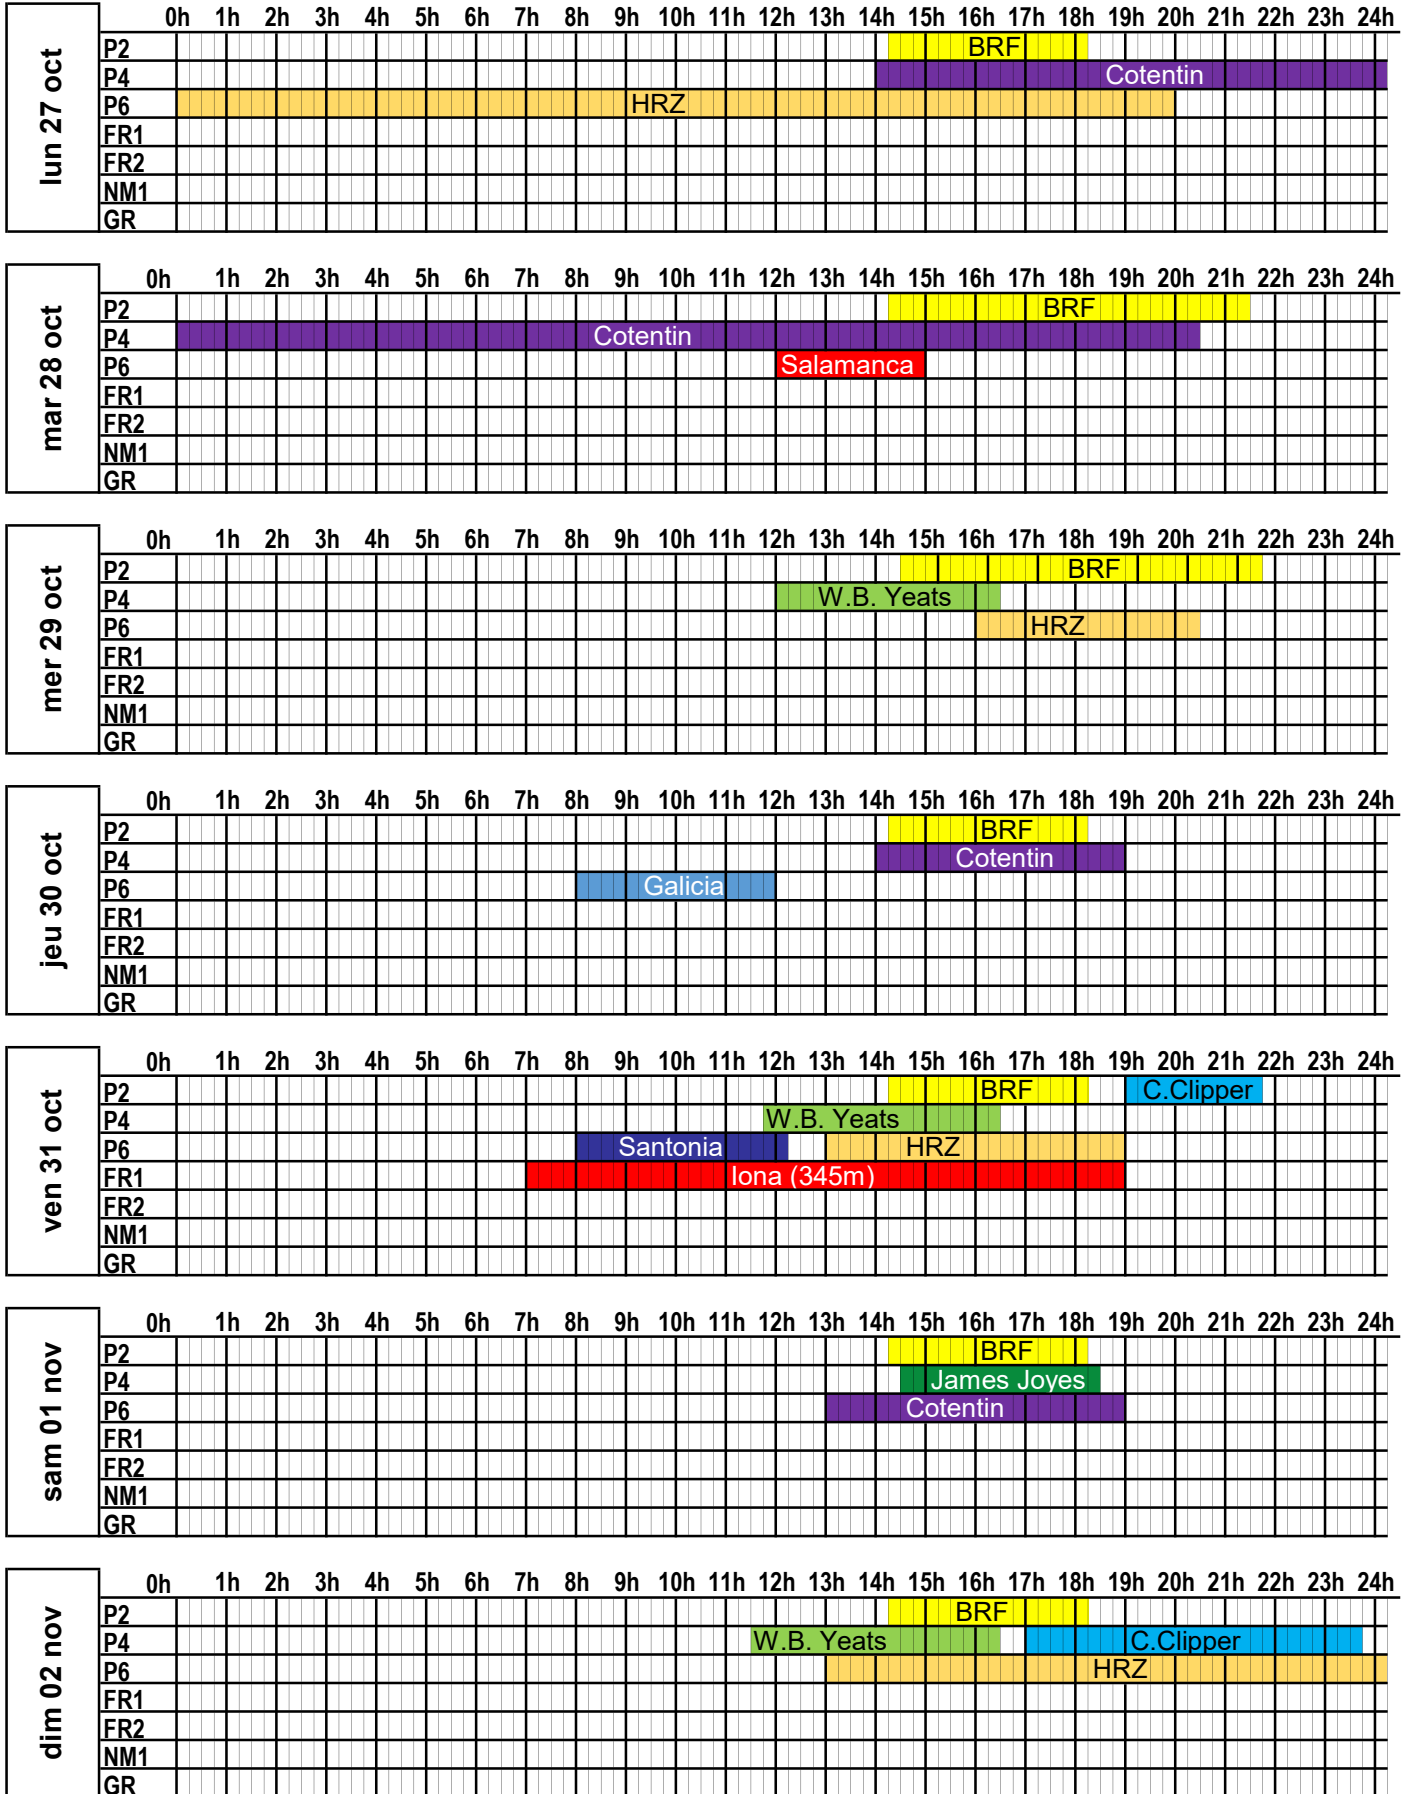 0h 1h 2h 3h 4h 5h 6h 7h 8h 9h 10h 11h 12h 13h 14h 15h 16h 17h 18h 19h 20h 21h 22h 23h 24h
lun 27 oct
P2 BRF
P4 Cotentin
P6 HRZ
FR1
FR2
NM1
GR
0h 1h 2h 3h 4h 5h 6h 7h 8h 9h 10h 11h 12h 13h 14h 15h 16h 17h 18h 19h 20h 21h 22h 23h 24h
mar 28 oct
P2 BRF
P4 Cotentin
P6 Salamanca
FR1
FR2
NM1
GR
0h 1h 2h 3h 4h 5h 6h 7h 8h 9h 10h 11h 12h 13h 14h 15h 16h 17h 18h 19h 20h 21h 22h 23h 24h
mer 29 oct
P2 BRF
P4 W.B. Yeats
P6 HRZ
FR1
FR2
NM1
GR
0h 1h 2h 3h 4h 5h 6h 7h 8h 9h 10h 11h 12h 13h 14h 15h 16h 17h 18h 19h 20h 21h 22h 23h 24h
jeu 30 oct
P2 BRF
P4 Cotentin
P6 Galicia
FR1
FR2
NM1
GR
0h 1h 2h 3h 4h 5h 6h 7h 8h 9h 10h 11h 12h 13h 14h 15h 16h 17h 18h 19h 20h 21h 22h 23h 24h
ven 31 oct
P2 BRF C.Clipper
P4 W.B. Yeats
P6 Santonia HRZ
FR1 Iona (345m)
FR2
NM1
GR
0h 1h 2h 3h 4h 5h 6h 7h 8h 9h 10h 11h 12h 13h 14h 15h 16h 17h 18h 19h 20h 21h 22h 23h 24h
sam 01 nov
P2 BRF
P4 James Joyes
P6 Cotentin
FR1
FR2
NM1
GR
0h 1h 2h 3h 4h 5h 6h 7h 8h 9h 10h 11h 12h 13h 14h 15h 16h 17h 18h 19h 20h 21h 22h 23h 24h
dim 02 nov
P2 BRF
P4 W.B. Yeats C.Clipper
P6 HRZ
FR1
FR2
NM1
GR